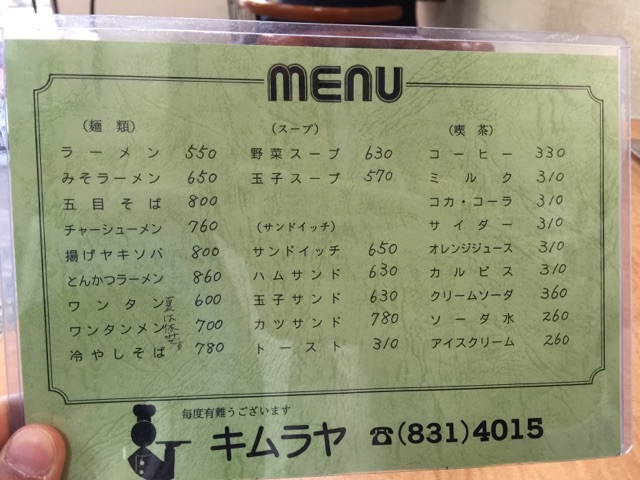 MENU
(麺類)
ラーメン 550
みそラーメン 650
五目そば 800
チャーシューメン 760
揚げヤキソバ 800
とんかつラーメン 860
ワンタン 600
ワンタンメン 700
夏は休せつ
冷やしそば 780
(スープ)
野菜スープ 630
玉子スープ 570
(サンドイッチ)
サンドイッチ 650
ハムサンド 630
玉子サンド 630
カツサンド 780
トースト 310
(喫茶)
コーヒー 330
ミルク 310
コカ・コーラ 310
サイダー 310
オレンジジュース 310
カルピス 310
クリームソーダ 360
ソーダ水 260
アイスクリーム 260
毎度有難うございます
キムラヤ ☎(831)4015